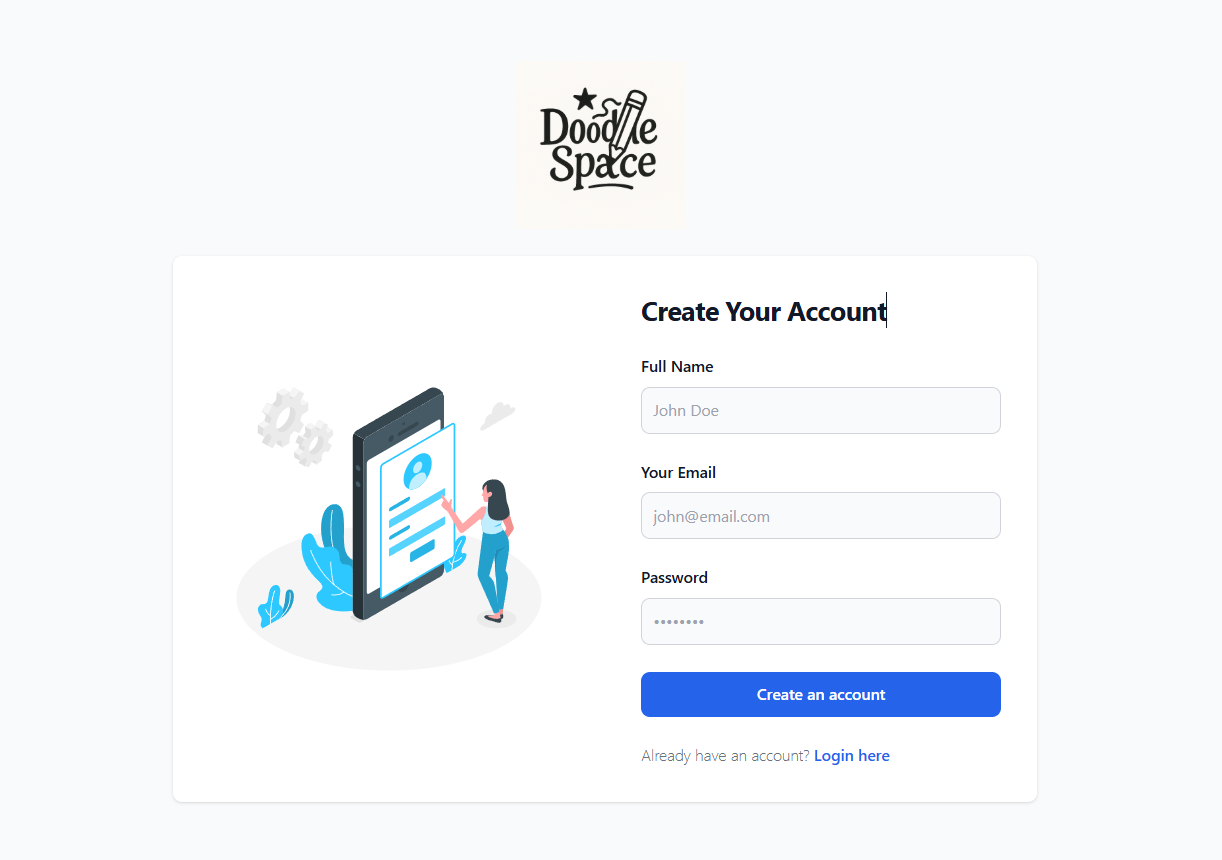 Doodle
Space
Create Your Account
Full Name
John Doe
Your Email
john@email.com
Password
••••••••
Create an account
Already have an account? Login here